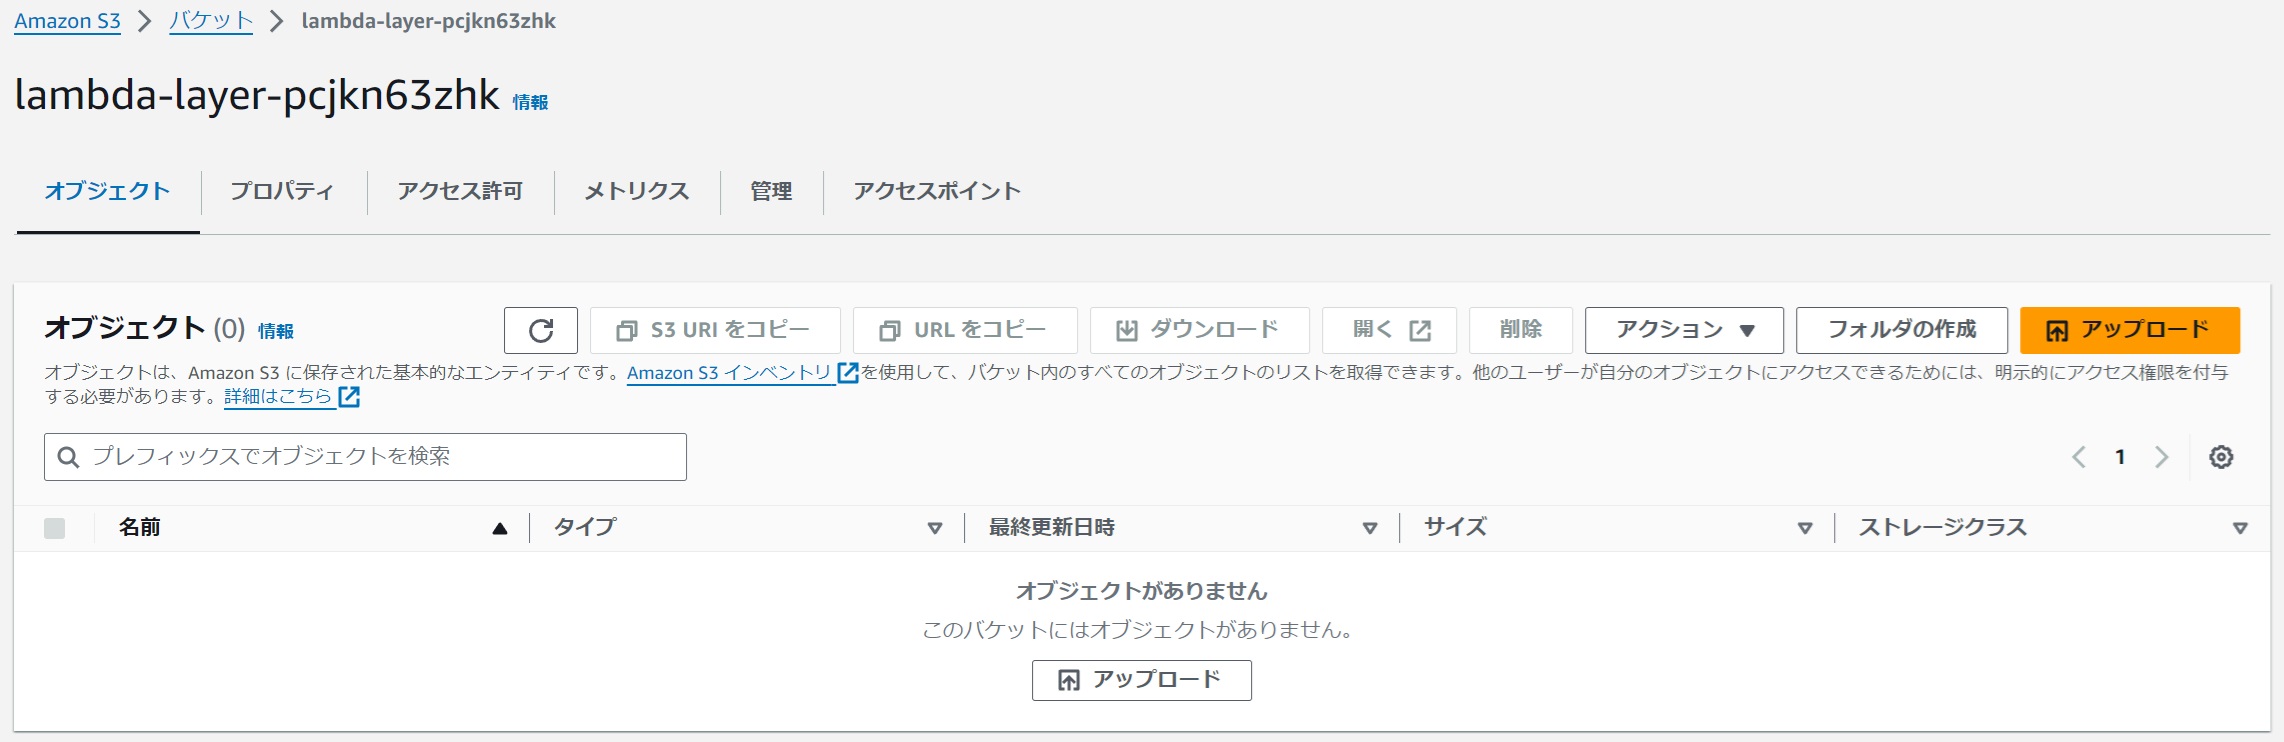 Amazon S3 > バケット > lambda-layer-pcjkn63zhk
lambda-layer-pcjkn63zhk 情報
オブジェクト プロパティ アクセス許可 メトリクス 管理 アクセスポイント
オブジェクト (0) 情報 S3 URI をコピー URL をコピー ダウンロード 開く 削除 アクション ▼ フォルダの作成 アップロード
オブジェクトは、Amazon S3 に保存された基本的なエンティティです。Amazon S3 インベントリ を使用して、バケット内のすべてのオブジェクトのリストを取得できます。他のユーザーが自分のオブジェクトにアクセスできるためには、明示的にアクセス権限を付与
する必要があります。詳細はこちら
プレフィックスでオブジェクトを検索 < 1 >
名前 タイプ 最終更新日時 サイズ ストレージクラス
オブジェクトがありません
このバケットにはオブジェクトがありません。
アップロード